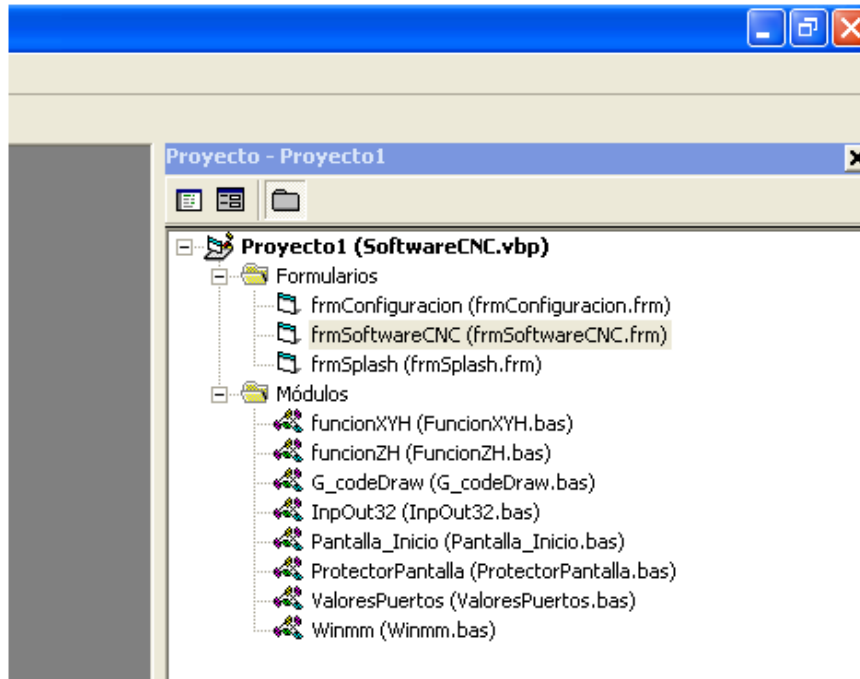 Proyecto - Proyecto1
Proyecto1 (SoftwareCNC.vbp)
Formularios
frmConfiguracion (frmConfiguracion.frm)
frmSoftwareCNC (frmSoftwareCNC.frm)
frmSplash (frmSplash.frm)
Módulos
funcionXYH (FuncionXYH.bas)
funcionZH (FuncionZH.bas)
G_codeDraw (G_codeDraw.bas)
InpOut32 (InpOut32.bas)
Pantalla_Inicio (Pantalla_Inicio.bas)
ProtectorPantalla (ProtectorPantalla.bas)
ValoresPuertos (ValoresPuertos.bas)
Winmm (Winmm.bas)